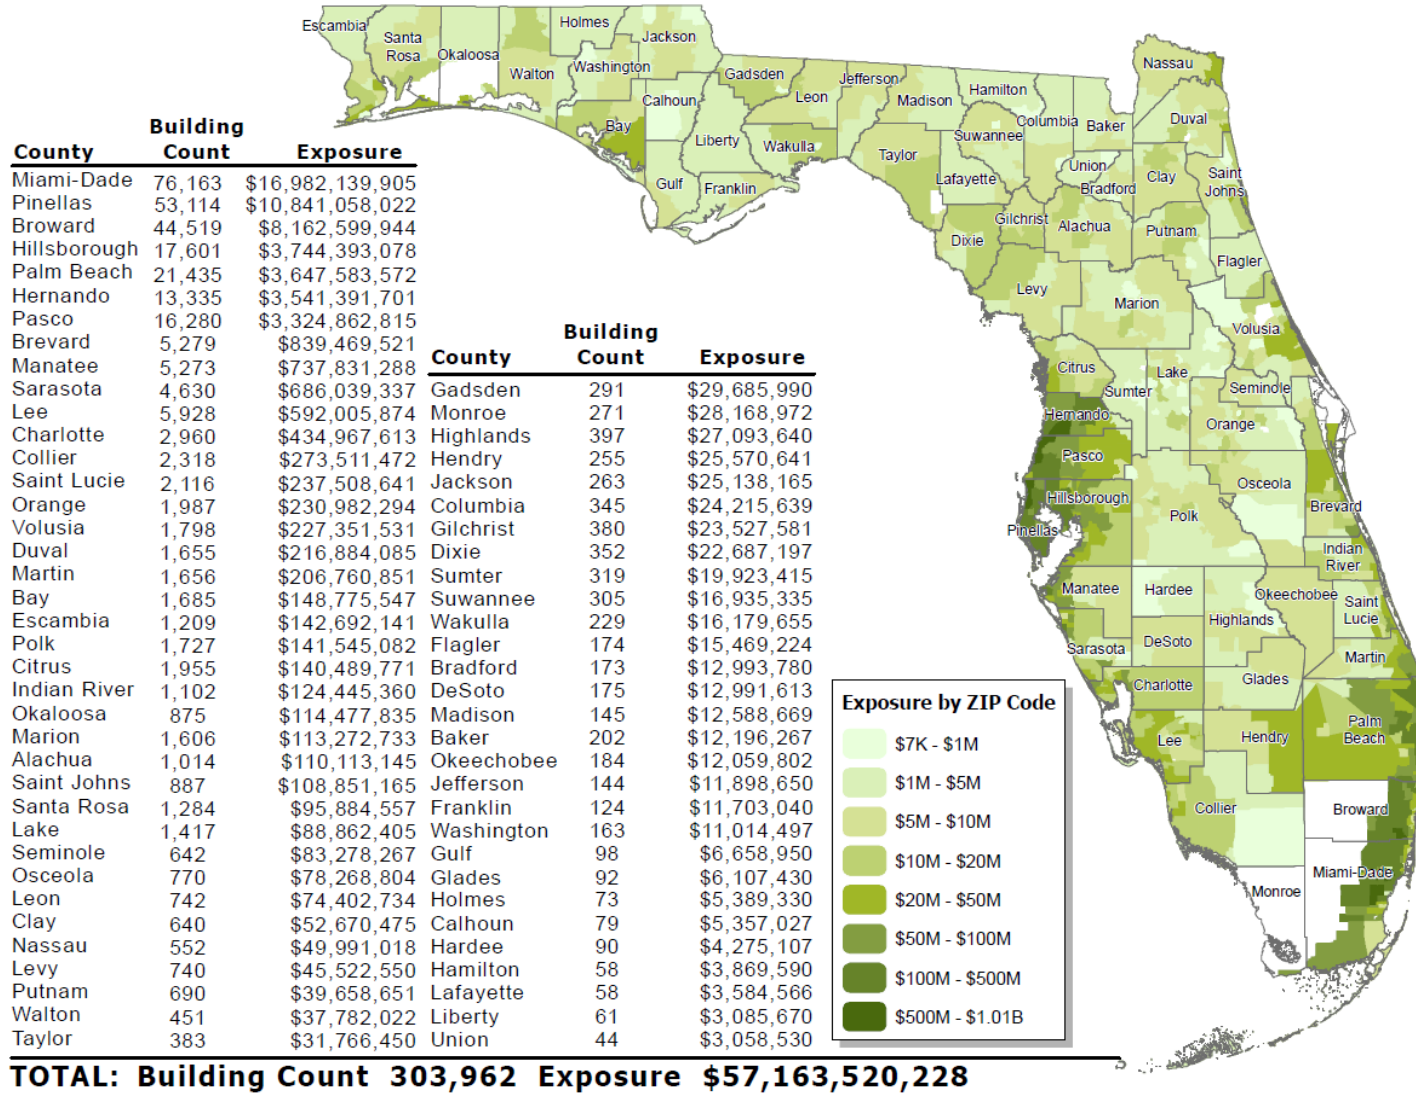 Building
County Count Exposure
Miami-Dade 76,163 $16,982,139,905
Pinellas 53,114 $10,841,058,022
Broward 44,519 $8,162,599,944
Hillsborough 17,601 $3,744,393,078
Palm Beach 21,435 $3,647,583,572
Hernando 13,335 $3,541,391,701
Pasco 16,280 $3,324,862,815
Brevard 5,279 $839,469,521
Manatee 5,273 $737,831,288
Sarasota 4,630 $686,039,337
Lee 5,928 $592,005,874
Charlotte 2,960 $434,967,613
Collier 2,318 $273,511,472
Saint Lucie 2,116 $237,508,641
Orange 1,987 $230,982,294
Volusia 1,798 $227,351,531
Duval 1,655 $216,884,085
Martin 1,656 $206,760,851
Bay 1,685 $148,775,547
Escambia 1,209 $142,692,141
Polk 1,727 $141,545,082
Citrus 1,955 $140,489,771
Indian River 1,102 $124,445,360
Okaloosa 875 $114,477,835
Marion 1,606 $113,272,733
Alachua 1,014 $110,113,145
Saint Johns 887 $108,851,165
Santa Rosa 1,284 $95,884,557
Lake 1,417 $88,862,405
Seminole 642 $83,278,267
Osceola 770 $78,268,804
Leon 742 $74,402,734
Clay 640 $52,670,475
Nassau 552 $49,991,018
Levy 740 $45,522,550
Putnam 690 $39,658,651
Walton 451 $37,782,022
Taylor 383 $31,766,450
Building
County Count Exposure
Gadsden 291 $29,685,990
Monroe 271 $28,168,972
Highlands 397 $27,093,640
Hendry 255 $25,570,641
Jackson 263 $25,138,165
Columbia 345 $24,215,639
Gilchrist 380 $23,527,581
Dixie 352 $22,687,197
Sumter 319 $19,923,415
Suwannee 305 $16,935,335
Wakulla 229 $16,179,655
Flagler 174 $15,469,224
Bradford 173 $12,993,780
DeSoto 175 $12,991,613
Madison 145 $12,588,669
Baker 202 $12,196,267
Okeechobee 184 $12,059,802
Jefferson 144 $11,898,650
Franklin 124 $11,703,040
Washington 163 $11,014,497
Gulf 98 $6,658,950
Glades 92 $6,107,430
Holmes 73 $5,389,330
Calhoun 79 $5,357,027
Hardee 90 $4,275,107
Hamilton 58 $3,869,590
Lafayette 58 $3,584,566
Liberty 61 $3,085,670
Union 44 $3,058,530
TOTAL: Building Count 303,962 Exposure $57,163,520,228
Escambia
Santa
Rosa
Okaloosa
Walton
Holmes
Washington
Jackson
Bay
Calhoun
Gulf
Liberty
Gadsden
Franklin
Leon
Wakulla
Jefferson
Madison
Taylor
Hamilton
Suwannee
Lafayette
Dixie
Columbia
Gilchrist
Baker
Union
Bradford
Nassau
Duval
Clay
Saint
Johns
Alachua
Putnam
Flagler
Levy
Marion
Volusia
Citrus
Sumter
Lake
Seminole
Orange
Hernando
Pasco
Hillsborough
Pinellas
Polk
Osceola
Brevard
Indian
River
Manatee
Hardee
Highlands
Okeechobee
Saint
Lucie
Sarasota
DeSoto
Martin
Charlotte
Glades
Lee
Hendry
Palm
Beach
Collier
Broward
Monroe
Miami-Dade
Exposure by ZIP Code
$7K - $1M
$1M - $5M
$5M - $10M
$10M - $20M
$20M - $50M
$50M - $100M
$100M - $500M
$500M - $1.01B